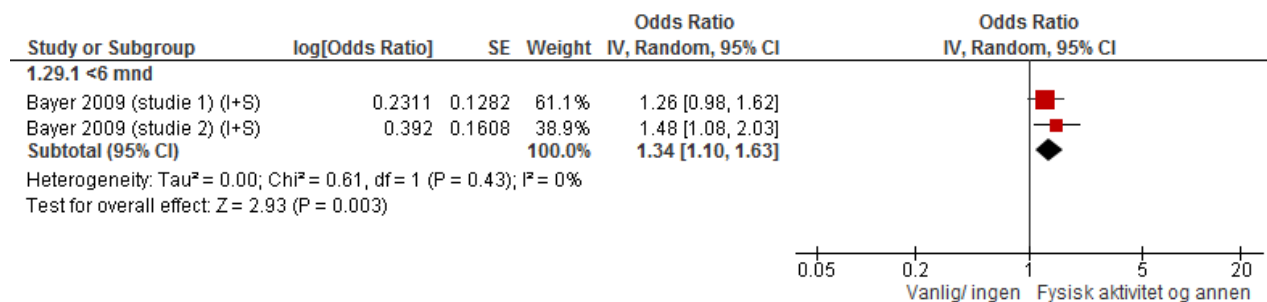 Odds Ratio Odds Ratio
Study or Subgroup log[Odds Ratio] SE Weight IV, Random, 95% CI IV, Random, 95% CI
1.29.1 <6 mnd
Bayer 2009 (studie 1) (I+S) 0.2311 0.1282 61.1% 1.26 [0.98, 1.62]
Bayer 2009 (studie 2) (I+S) 0.392 0.1608 38.9% 1.48 [1.08, 2.03]
Subtotal (95% CI) 100.0% 1.34 [1.10, 1.63]
Heterogeneity: Tau² = 0.00; Chi² = 0.61, df = 1 (P = 0.43); I² = 0%
Test for overall effect: Z = 2.93 (P = 0.003)
0.05 0.2 1 5 20
Vanlig/ ingen Fysisk aktivitet og annen